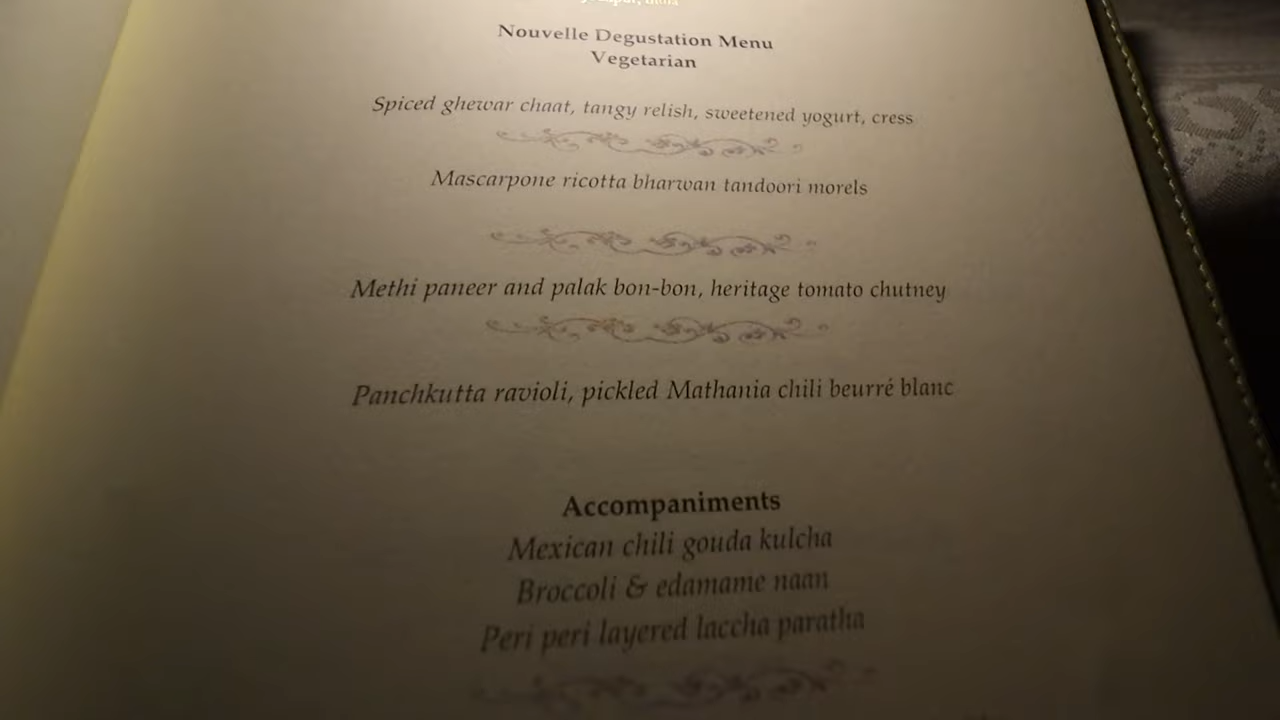 Nouvelle Degustation Menu
Vegetarian
Spiced ghewar chaat, tangy relish, sweetened yogurt, cress
Mascarpone ricotta bharwan tandoori morels
Methi paneer and palak bon-bon, heritage tomato chutney
Panchkutta ravioli, pickled Mathania chili beurré blanc
Accompaniments
Mexican chili gouda kulcha
Broccoli & edamame naan
Peri peri layered laccha paratha